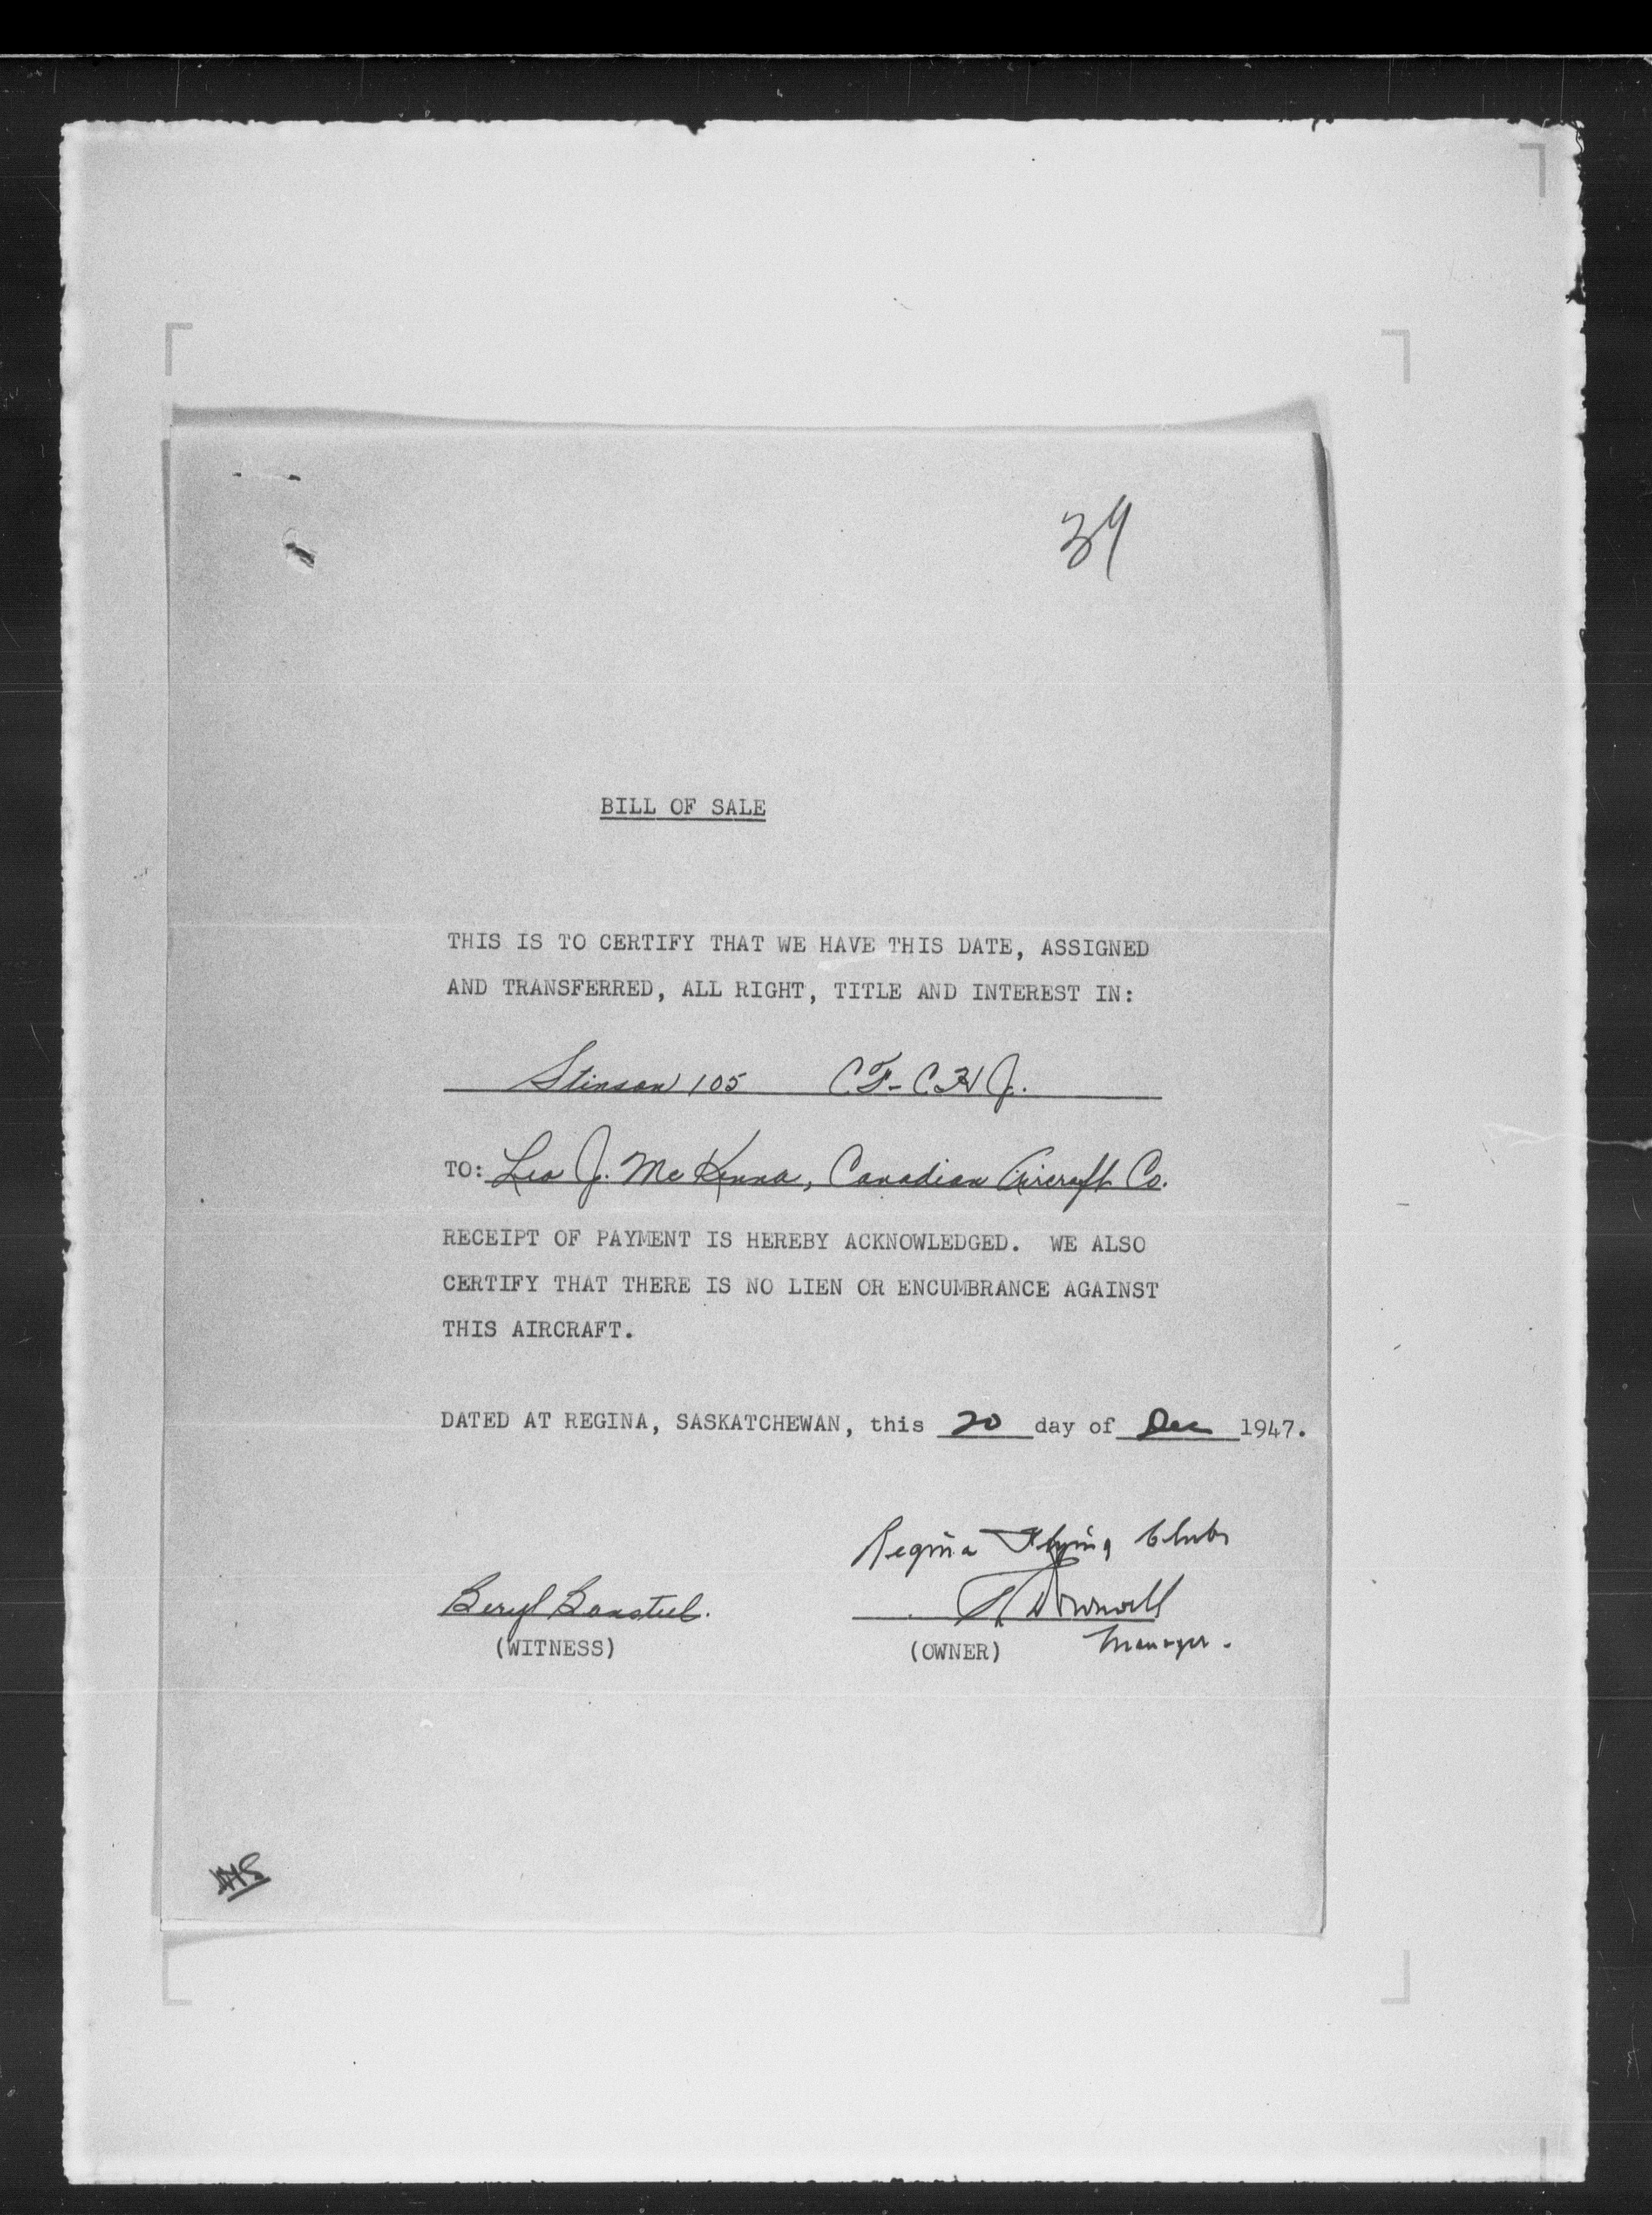 34
BILL OF SALE
THIS IS TO CERTIFY THAT WE HAVE THIS DATE, ASSIGNED
AND TRANSFERRED, ALL RIGHT, TITLE AND INTEREST IN:
Stinson 105 CF-CHJ.
TO: Leo J. McKenna, Canadian Aircraft Co.
RECEIPT OF PAYMENT IS HEREBY ACKNOWLEDGED. WE ALSO
CERTIFY THAT THERE IS NO LIEN OR ENCUMBRANCE AGAINST
THIS AIRCRAFT.
DATED AT REGINA, SASKATCHEWAN, this 20 day of Dec 1947.
Regina Flying Club
Beryl
(WITNESS) (OWNER) Manager.